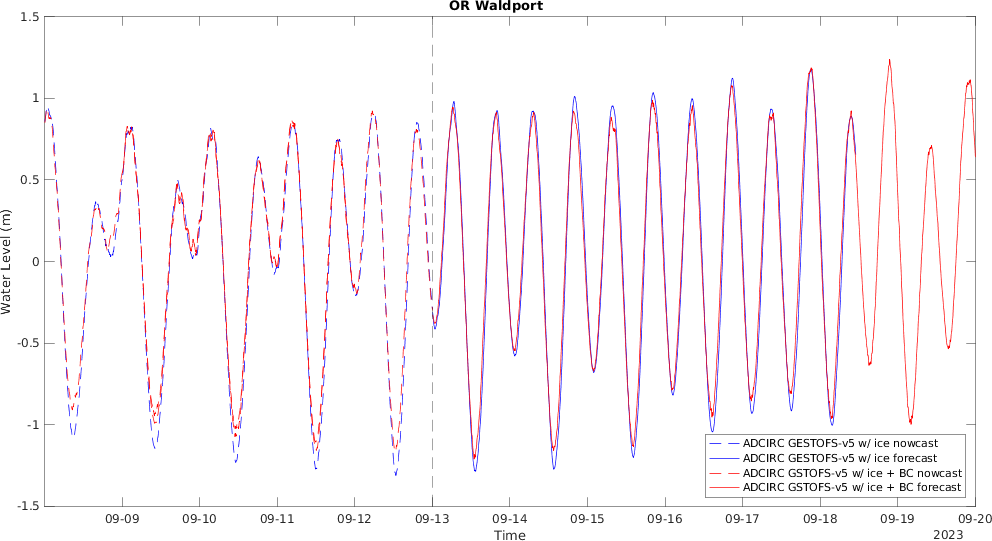 OR Waldport
1.5
1
0.5
0
-0.5
-1
-1.5
Water Level (m)
ADCIRC GESTOFS-v5 w/ ice nowcast
ADCIRC GESTOFS-v5 w/ ice forecast
ADCIRC GSTOFS-v5 w/ ice + BC nowcast
ADCIRC GSTOFS-v5 w/ ice + BC forecast
09-09 09-10 09-11 09-12 09-13 09-14 09-15 09-16 09-17 09-18 09-19 09-20
Time
2023